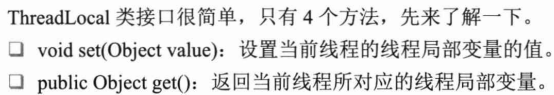 ThreadLocal 类接口很简单，只有 4 个方法，先来了解一下。
❑ void set(Object value)：设置当前线程的线程局部变量的值。
❑ public Object get()：返回当前线程所对应的线程局部变量。